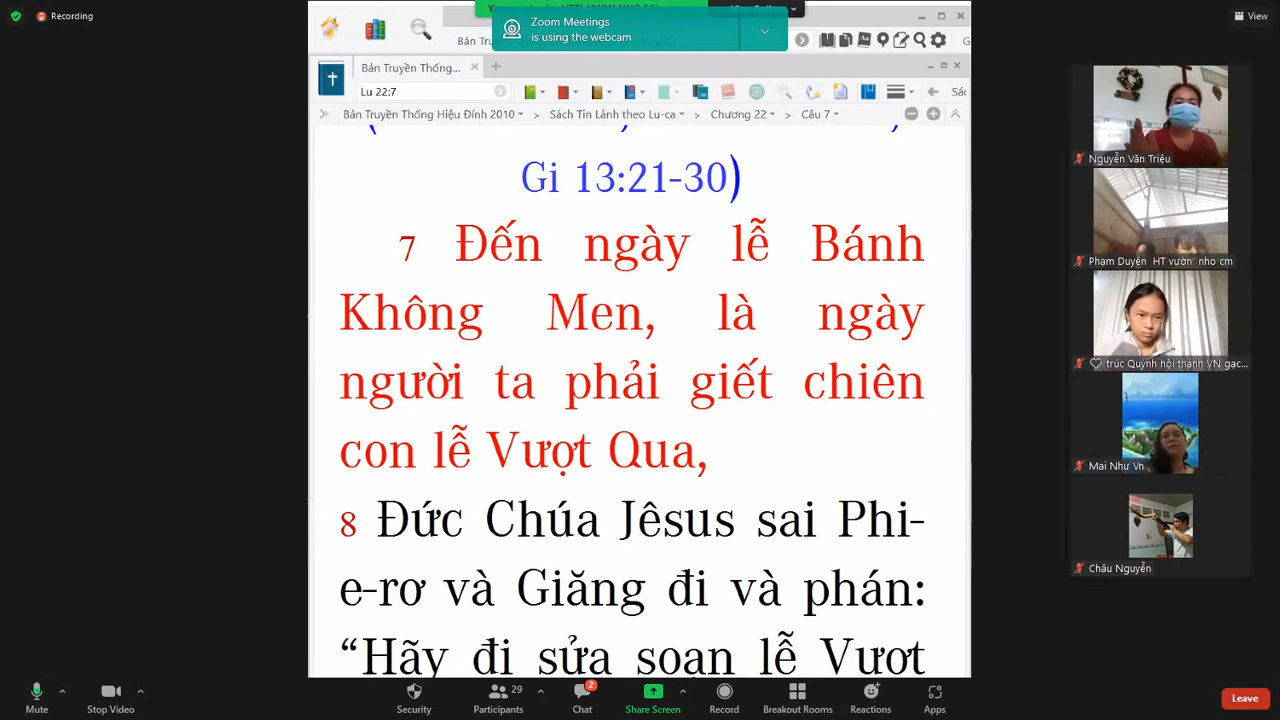 Recording
View
Zoom Meetings
is using the webcam
Bản Tru
Lu 22:7
Bản Truyền Thống...
Lu 22:7
Bản Truyền Thống Hiệu Đính 2010 > Sách Tin Lành theo Lu-ca > Chương 22 > Câu 7
Gi 13:21-30)
7 Đến ngày lễ Bánh
Không Men, là ngày
người ta phải giết chiên
con lễ Vượt Qua,
8 Đức Chúa Jêsus sai Phi-
e-rơ và Giăng đi và phán:
“Hãy đi sửa soạn lễ Vượt
Nguyễn Văn Triệu
Phạm Duyên HT vườn nho cm
trúc Quỳnh hội thánh VN gạc...
Mai Như Vn
Châu Nguyễn
Mute
Stop Video
Security
Participants
29
Chat
2
Share Screen
Record
Breakout Rooms
Reactions
Apps
Leave